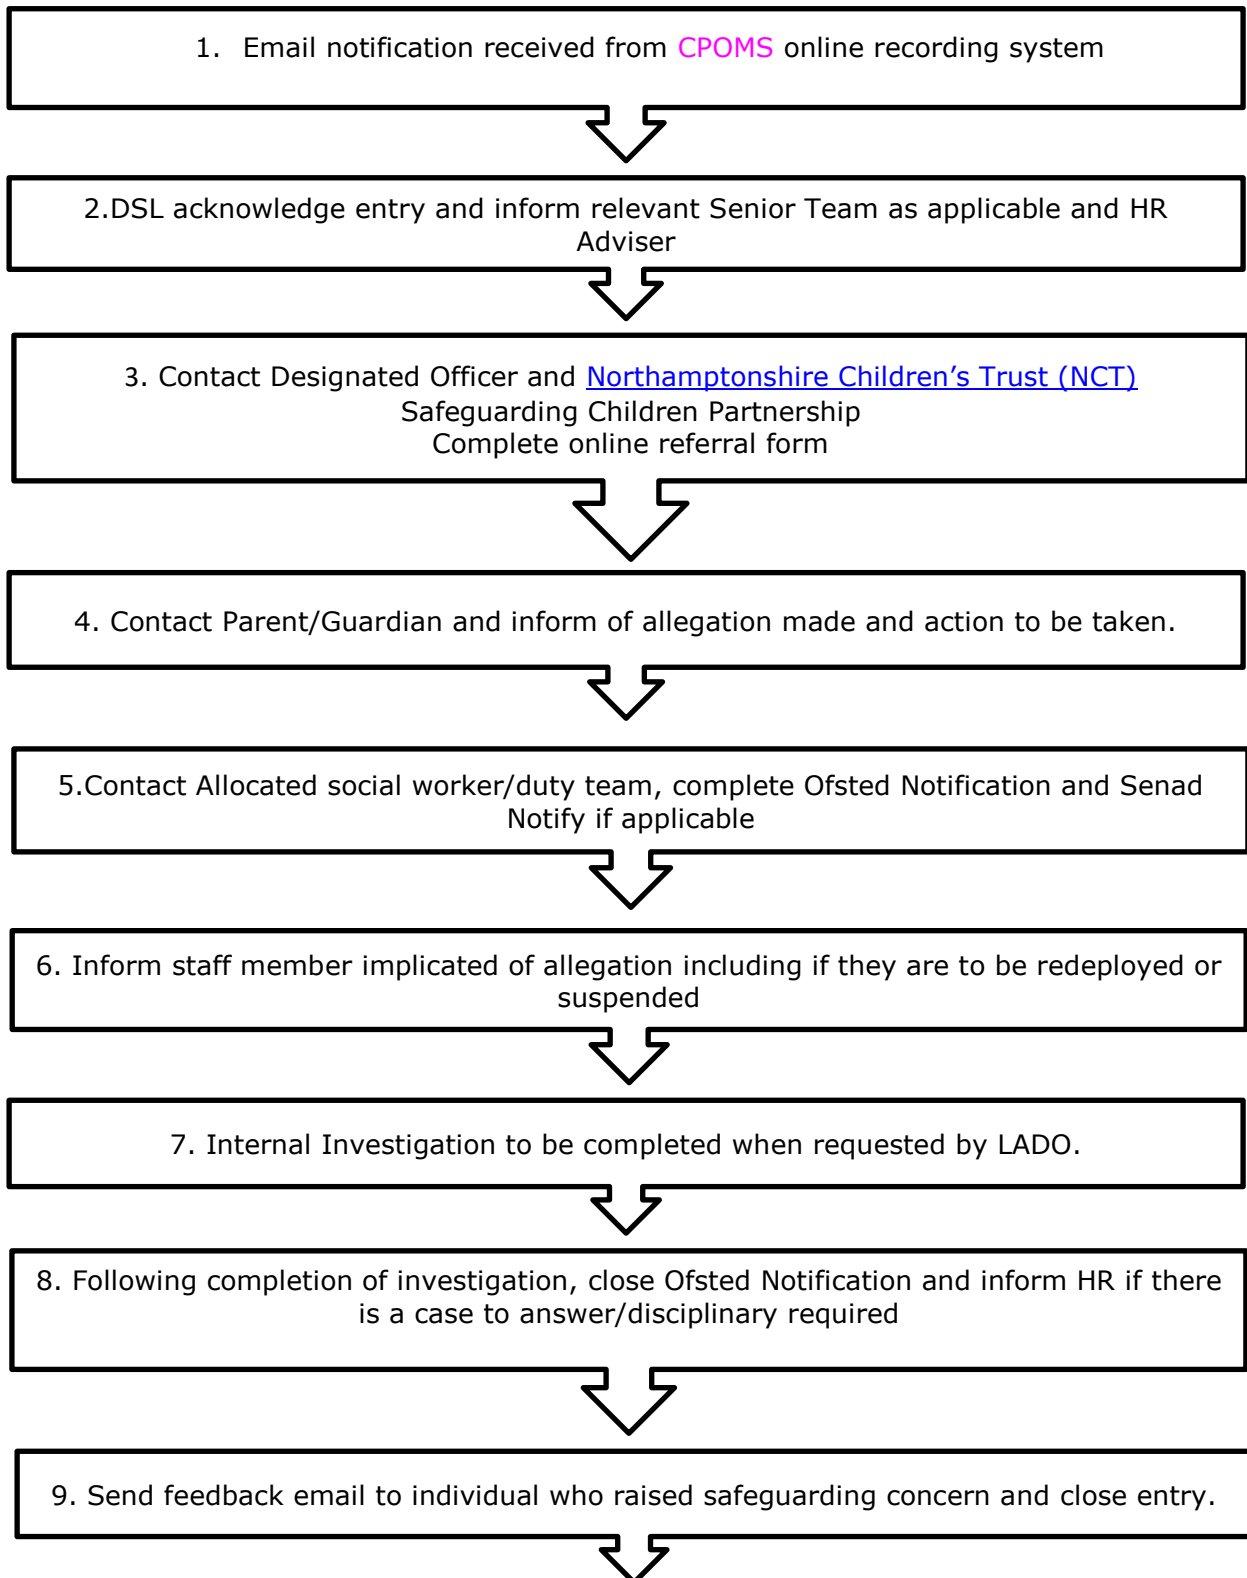 1. Email notification received from CPOMS online recording system
2.DSL acknowledge entry and inform relevant Senior Team as applicable and HR
Adviser
3. Contact Designated Officer and Northamptonshire Children’s Trust (NCT)
Safeguarding Children Partnership
Complete online referral form
4. Contact Parent/Guardian and inform of allegation made and action to be taken.
5.Contact Allocated social worker/duty team, complete Ofsted Notification and Senad
Notify if applicable
6. Inform staff member implicated of allegation including if they are to be redeployed or
suspended
7. Internal Investigation to be completed when requested by LADO.
8. Following completion of investigation, close Ofsted Notification and inform HR if there
is a case to answer/disciplinary required
9. Send feedback email to individual who raised safeguarding concern and close entry.